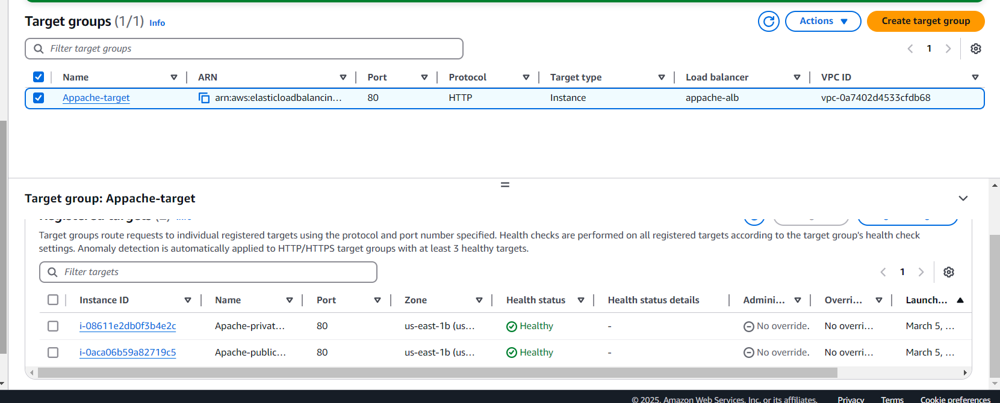 Target groups (1/1) Info
Actions
Create target group
Filter target groups
1
Name ARN Port Protocol Target type Load balancer VPC ID
Appache-target arn:aws:elasticloadbalancin... 80 HTTP Instance appache-alb vpc-0a7402d4533cfdb68
Target group: Appache-target
Target groups route requests to individual registered targets using the protocol and port number specified. Health checks are performed on all registered targets according to the target group's health check
settings. Anomaly detection is automatically applied to HTTP/HTTPS target groups with at least 3 healthy targets.
Filter targets
1
Instance ID Name Port Zone Health status Health status details Admini... Overri... Launch...
i-08611e2db0f3b4e2c Apache-privat... 80 us-east-1b (us... Healthy - No override. No overri... March 5, ...
i-0aca06b59a82719c5 Apache-public... 80 us-east-1b (us... Healthy - No override. No overri... March 5, ...
© 2025, Amazon Web Services, Inc. or its affiliates. Privacy Terms Cookie preferences